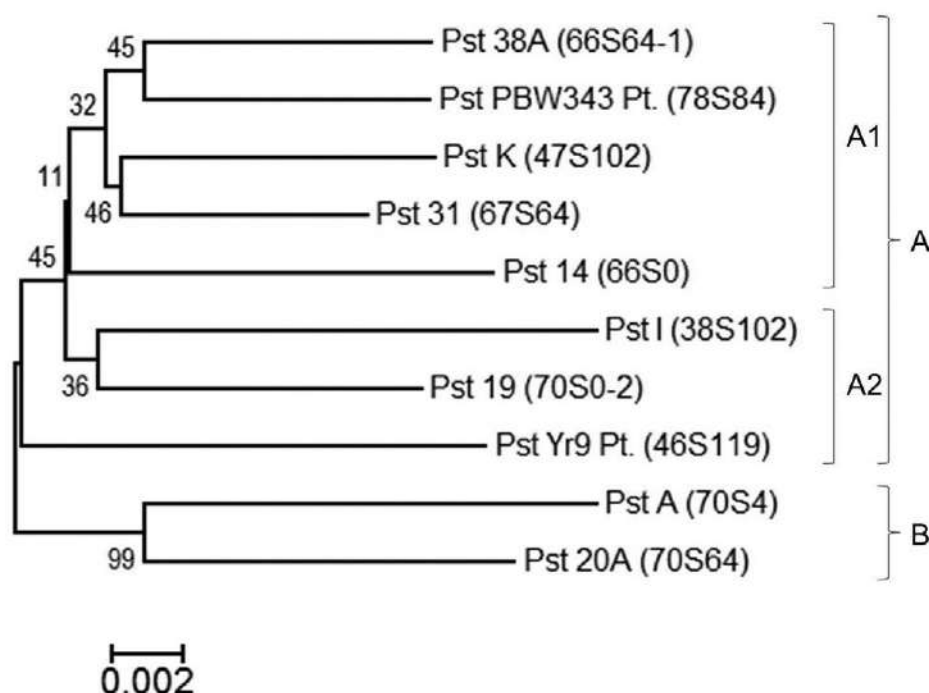 45
Pst 38A (66S64-1)
Pst PBW343 Pt. (78S84)
32
A1
Pst K (47S102)
11
46
Pst 31 (67S64)
A
45
Pst 14 (66S0)
Pst I (38S102)
36
Pst 19 (70S0-2)
A2
Pst Yr9 Pt. (46S119)
Pst A (70S4)
B
99
Pst 20A (70S64)
0.002